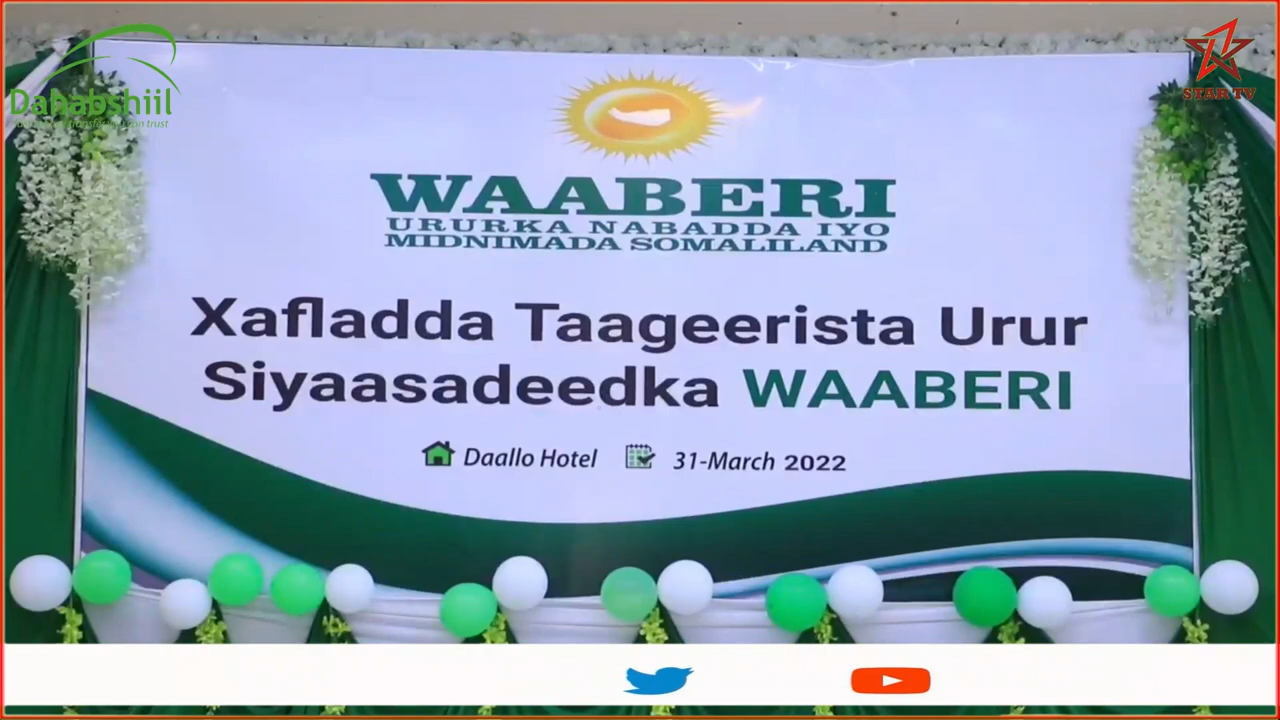 Dahabshiil
STAR TV
WAABERI
URURKA NABADDA IYO
MIDNIMADA SOMALILAND
Xafladda Taageerista Urur
Siyaasadeedka WAABERI
Daallo Hotel 31-March 2022